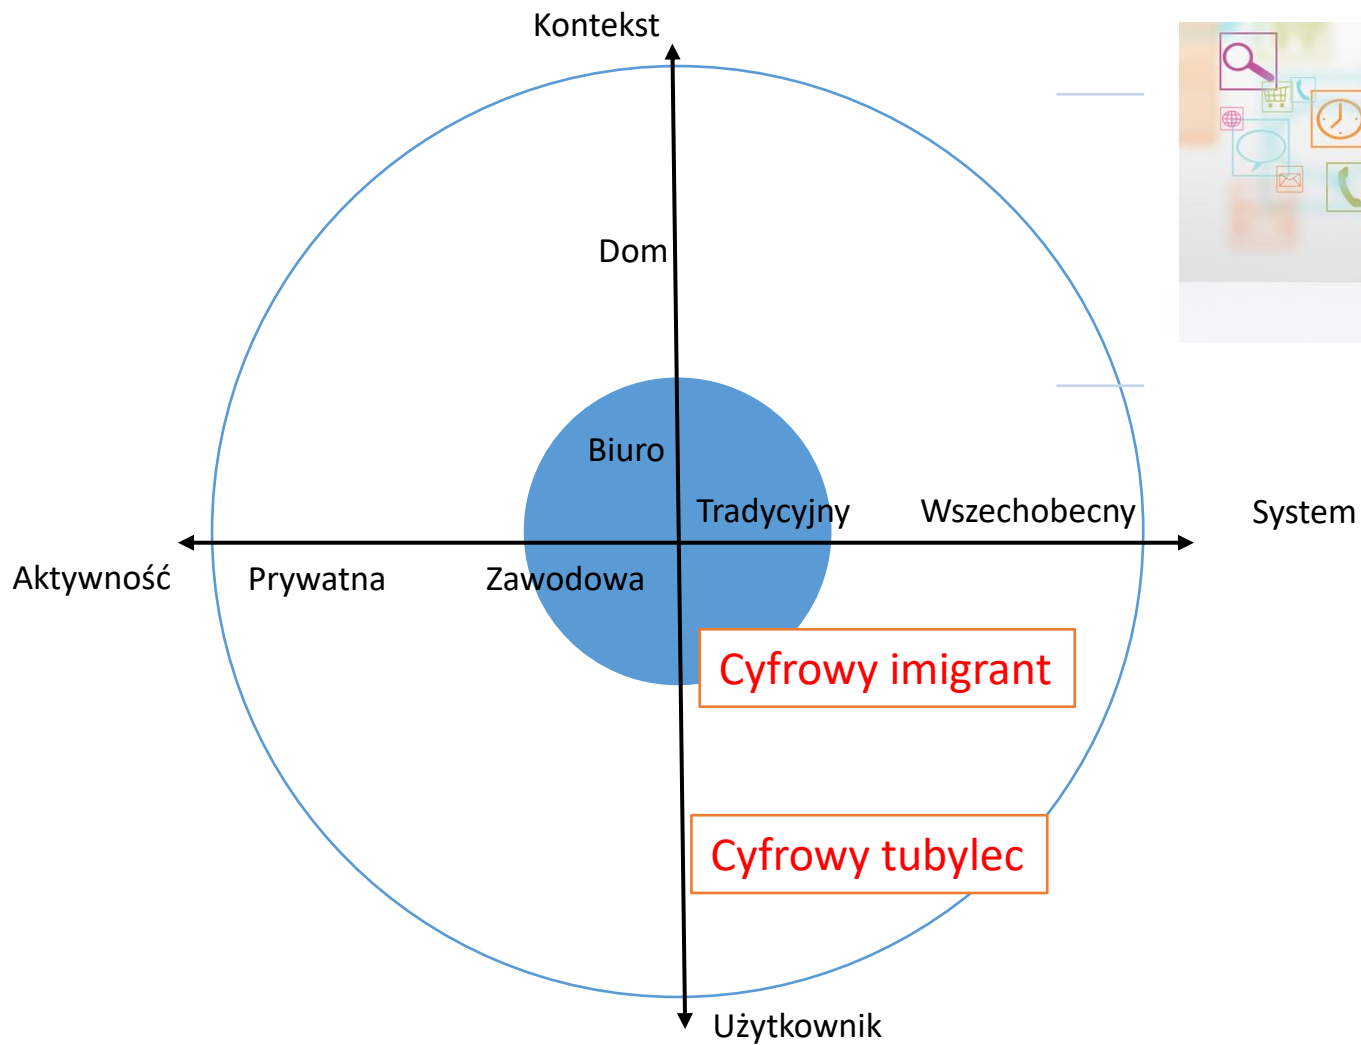 Kontekst
Dom
Biuro
Tradycyjny
Wszechobecny
System
Aktywność
Prywatna
Zawodowa
Cyfrowy imigrant
Cyfrowy tubylec
Użytkownik